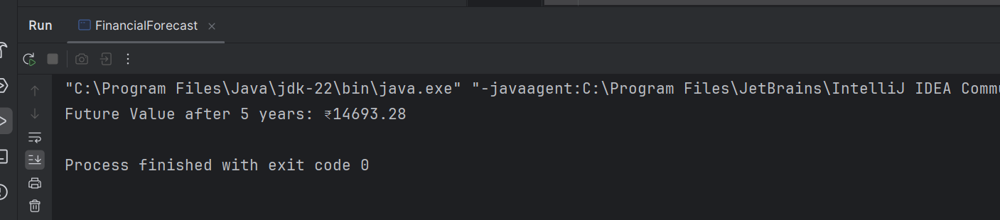 Run FinancialForecast
"C:\Program Files\Java\jdk-22\bin\java.exe" "-javaagent:C:\Program Files\JetBrains\IntelliJ IDEA
Future Value after 5 years: ₹14693.28
Process finished with exit code 0